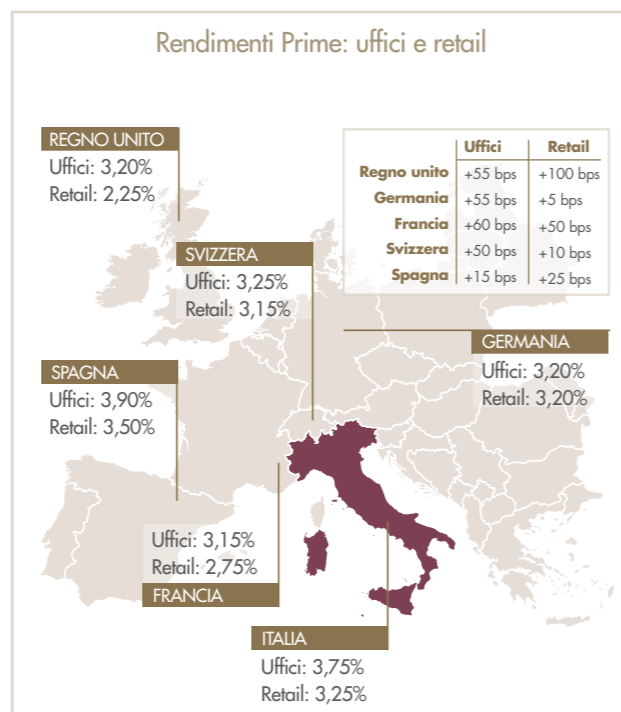 Rendimenti Prime: uffici e retail
REGNO UNITO
Uffici: 3,20%
Retail: 2,25%
Uffici Retail
Regno unito +55 bps +100 bps
Germania +55 bps +5 bps
Francia +60 bps +50 bps
Svizzera +50 bps +10 bps
Spagna +15 bps +25 bps
SVIZZERA
Uffici: 3,25%
Retail: 3,15%
GERMANIA
Uffici: 3,20%
Retail: 3,20%
SPAGNA
Uffici: 3,90%
Retail: 3,50%
Uffici: 3,15%
Retail: 2,75%
FRANCIA
ITALIA
Uffici: 3,75%
Retail: 3,25%